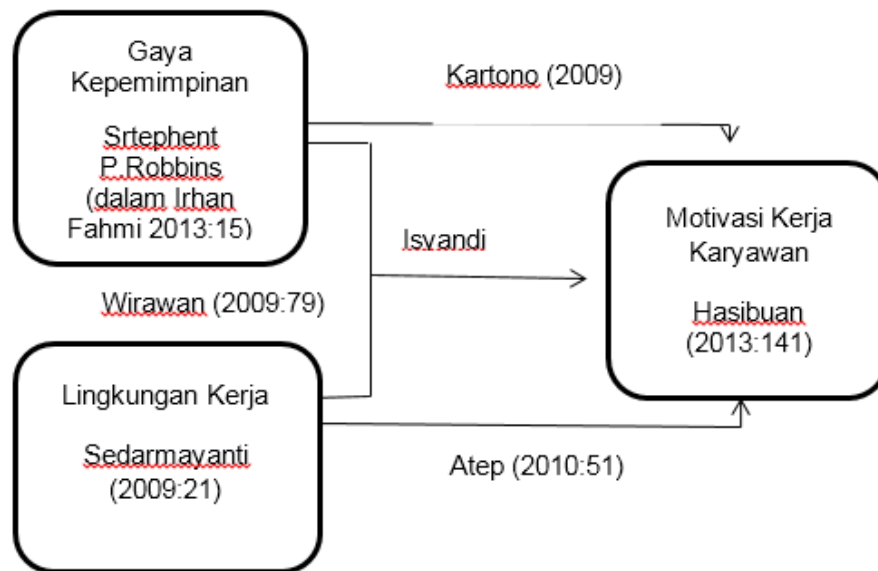 Gaya
Kepemimpinan
Srtephent
P.Robbins
(dalam Irhan
Fahmi 2013:15)
Kartono (2009)
Isvandi
Motivasi Kerja
Karyawan
Hasibuan
(2013:141)
Wirawan (2009:79)
Lingkungan Kerja
Sedarmayanti
(2009:21)
Atep (2010:51)